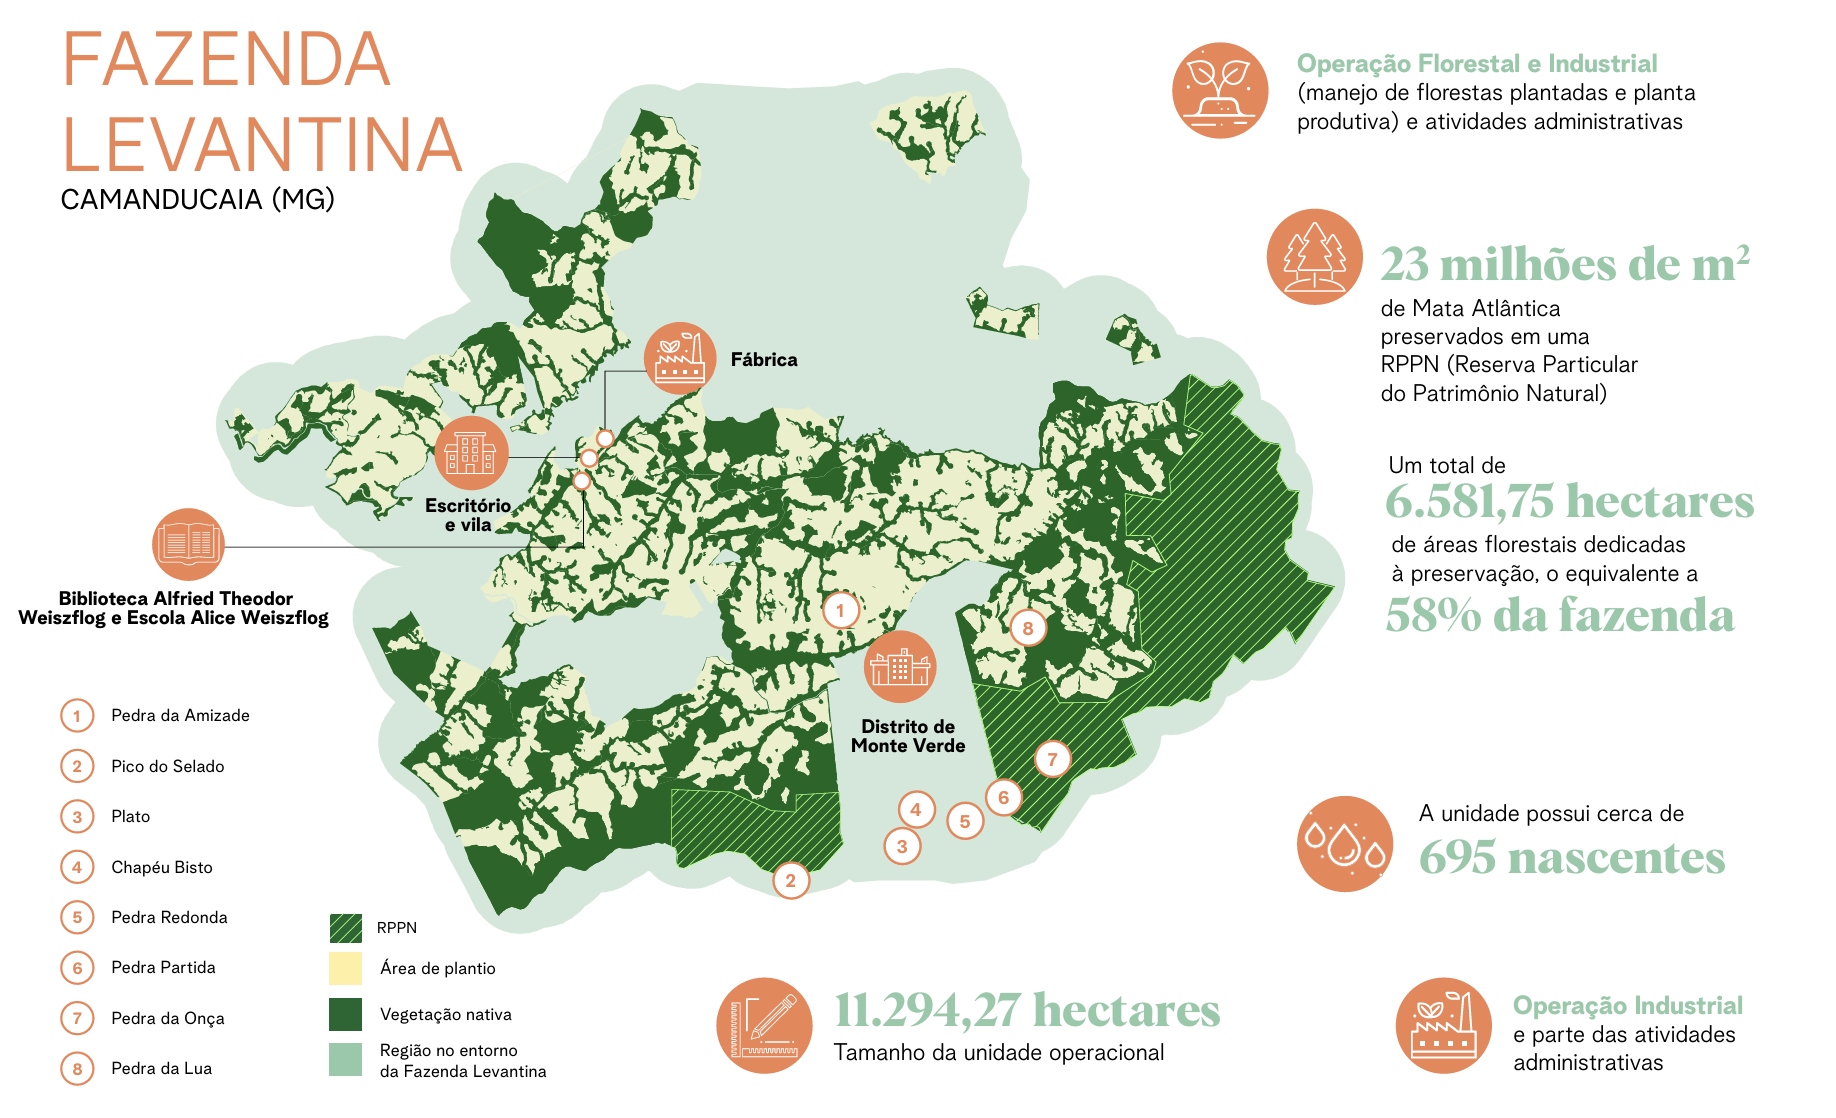 FAZENDA
LEVANTINA
CAMANDUCAIA (MG)
Operação Florestal e Industrial
(manejo de florestas plantadas e planta
produtiva) e atividades administrativas
23 milhões de m²
de Mata Atlântica
preservados em uma
RPPN (Reserva Particular
do Patrimônio Natural)
Um total de
6.581,75 hectares
de áreas florestais dedicadas
à preservação, o equivalente a
58% da fazenda
A unidade possui cerca de
695 nascentes
Operação Industrial
e parte das atividades
administrativas
11.294,27 hectares
Tamanho da unidade operacional
Fábrica
Escritório
e vila
Biblioteca Alfried Theodor
Weiszflog e Escola Alice Weiszflog
Distrito de
Monte Verde
1
8
7
6
4
5
3
2
1 Pedra da Amizade
2 Pico do Selado
3 Plato
4 Chapéu Bisto
5 Pedra Redonda
6 Pedra Partida
7 Pedra da Onça
8 Pedra da Lua
RPPN
Área de plantio
Vegetação nativa
Região no entorno
da Fazenda Levantina